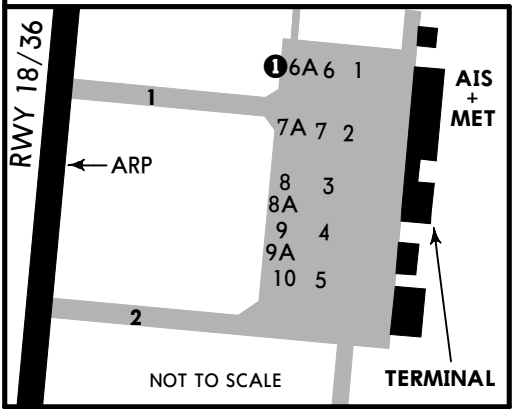 RWY 18/36
❶ 6A 6 1
AIS
+
MET
1
7A 7 2
ARP
8 3
8A
9 4
9A
10 5
2
NOT TO SCALE
TERMINAL